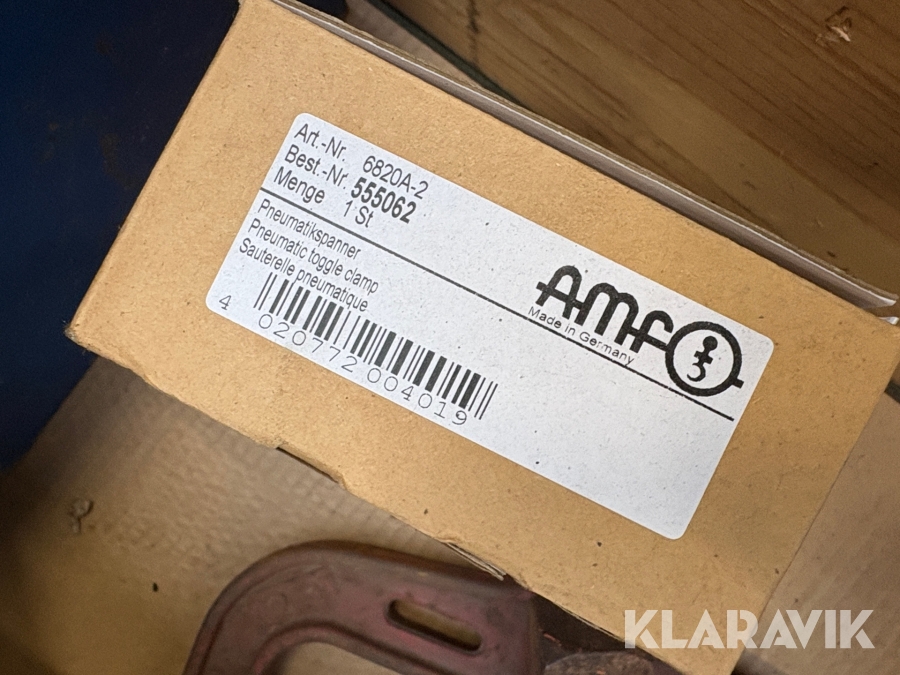 Art.-Nr. 6820A-2
Best.-Nr. 555062
Menge 1 St
Pneumatikspanner
Pneumatic toggle clamp
Sauterelle pneumatique
4 020772 004019
AMF
Made in Germany
KLARAVIK